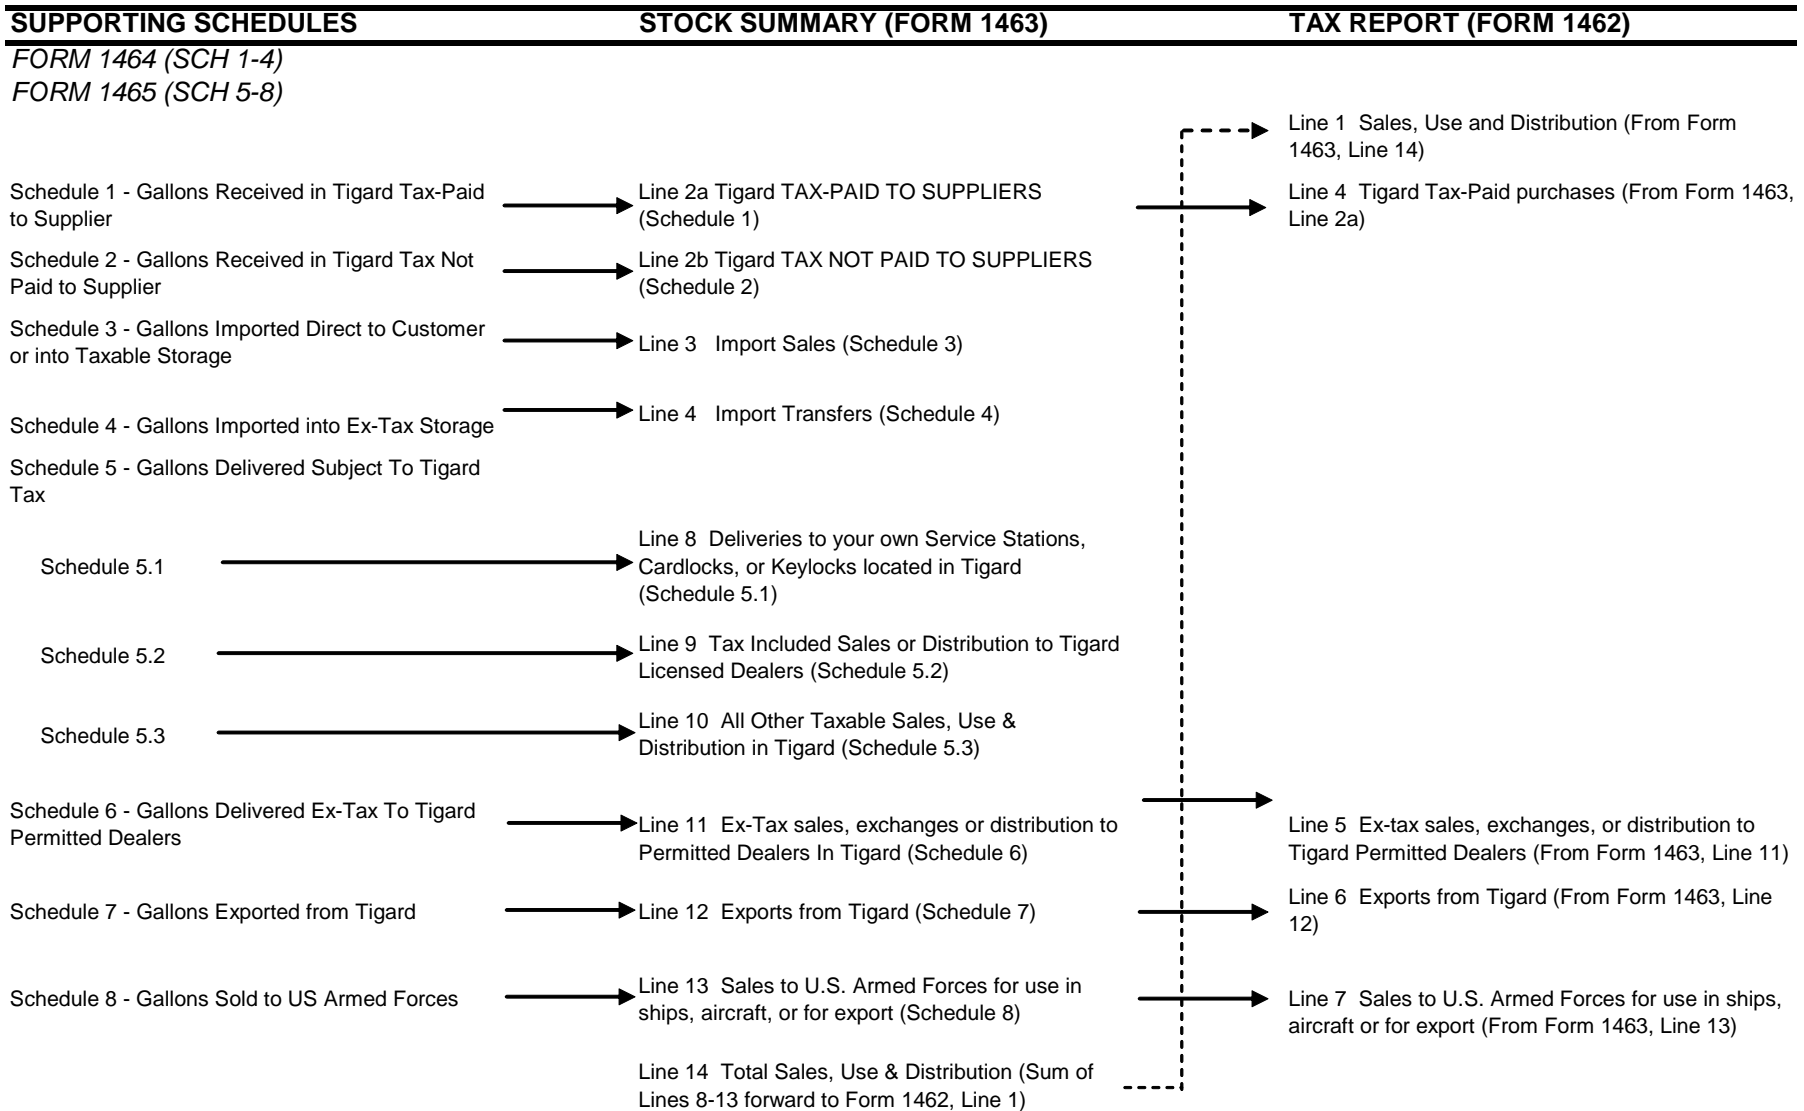 SUPPORTING SCHEDULES
STOCK SUMMARY (FORM 1463)
TAX REPORT (FORM 1462)
FORM 1464 (SCH 1-4)
FORM 1465 (SCH 5-8)
Line 1 Sales, Use and Distribution (From Form
1463, Line 14)
Schedule 1 - Gallons Received in Tigard Tax-Paid
to Supplier
Line 2a Tigard TAX-PAID TO SUPPLIERS
(Schedule 1)
Line 4 Tigard Tax-Paid purchases (From Form 1463,
Line 2a)
Schedule 2 - Gallons Received in Tigard Tax Not
Paid to Supplier
Line 2b Tigard TAX NOT PAID TO SUPPLIERS
(Schedule 2)
Schedule 3 - Gallons Imported Direct to Customer
or into Taxable Storage
Line 3 Import Sales (Schedule 3)
Schedule 4 - Gallons Imported into Ex-Tax Storage
Line 4 Import Transfers (Schedule 4)
Schedule 5 - Gallons Delivered Subject To Tigard
Tax
Schedule 5.1
Line 8 Deliveries to your own Service Stations,
Cardlocks, or Keylocks located in Tigard
(Schedule 5.1)
Schedule 5.2
Line 9 Tax Included Sales or Distribution to Tigard
Licensed Dealers (Schedule 5.2)
Schedule 5.3
Line 10 All Other Taxable Sales, Use &
Distribution in Tigard (Schedule 5.3)
Schedule 6 - Gallons Delivered Ex-Tax To Tigard
Permitted Dealers
Line 11 Ex-Tax sales, exchanges or distribution to
Permitted Dealers In Tigard (Schedule 6)
Line 5 Ex-tax sales, exchanges, or distribution to
Tigard Permitted Dealers (From Form 1463, Line 11)
Schedule 7 - Gallons Exported from Tigard
Line 12 Exports from Tigard (Schedule 7)
Line 6 Exports from Tigard (From Form 1463, Line
12)
Schedule 8 - Gallons Sold to US Armed Forces
Line 13 Sales to U.S. Armed Forces for use in
ships, aircraft, or for export (Schedule 8)
Line 7 Sales to U.S. Armed Forces for use in ships,
aircraft or for export (From Form 1463, Line 13)
Line 14 Total Sales, Use & Distribution (Sum of
Lines 8-13 forward to Form 1462, Line 1)